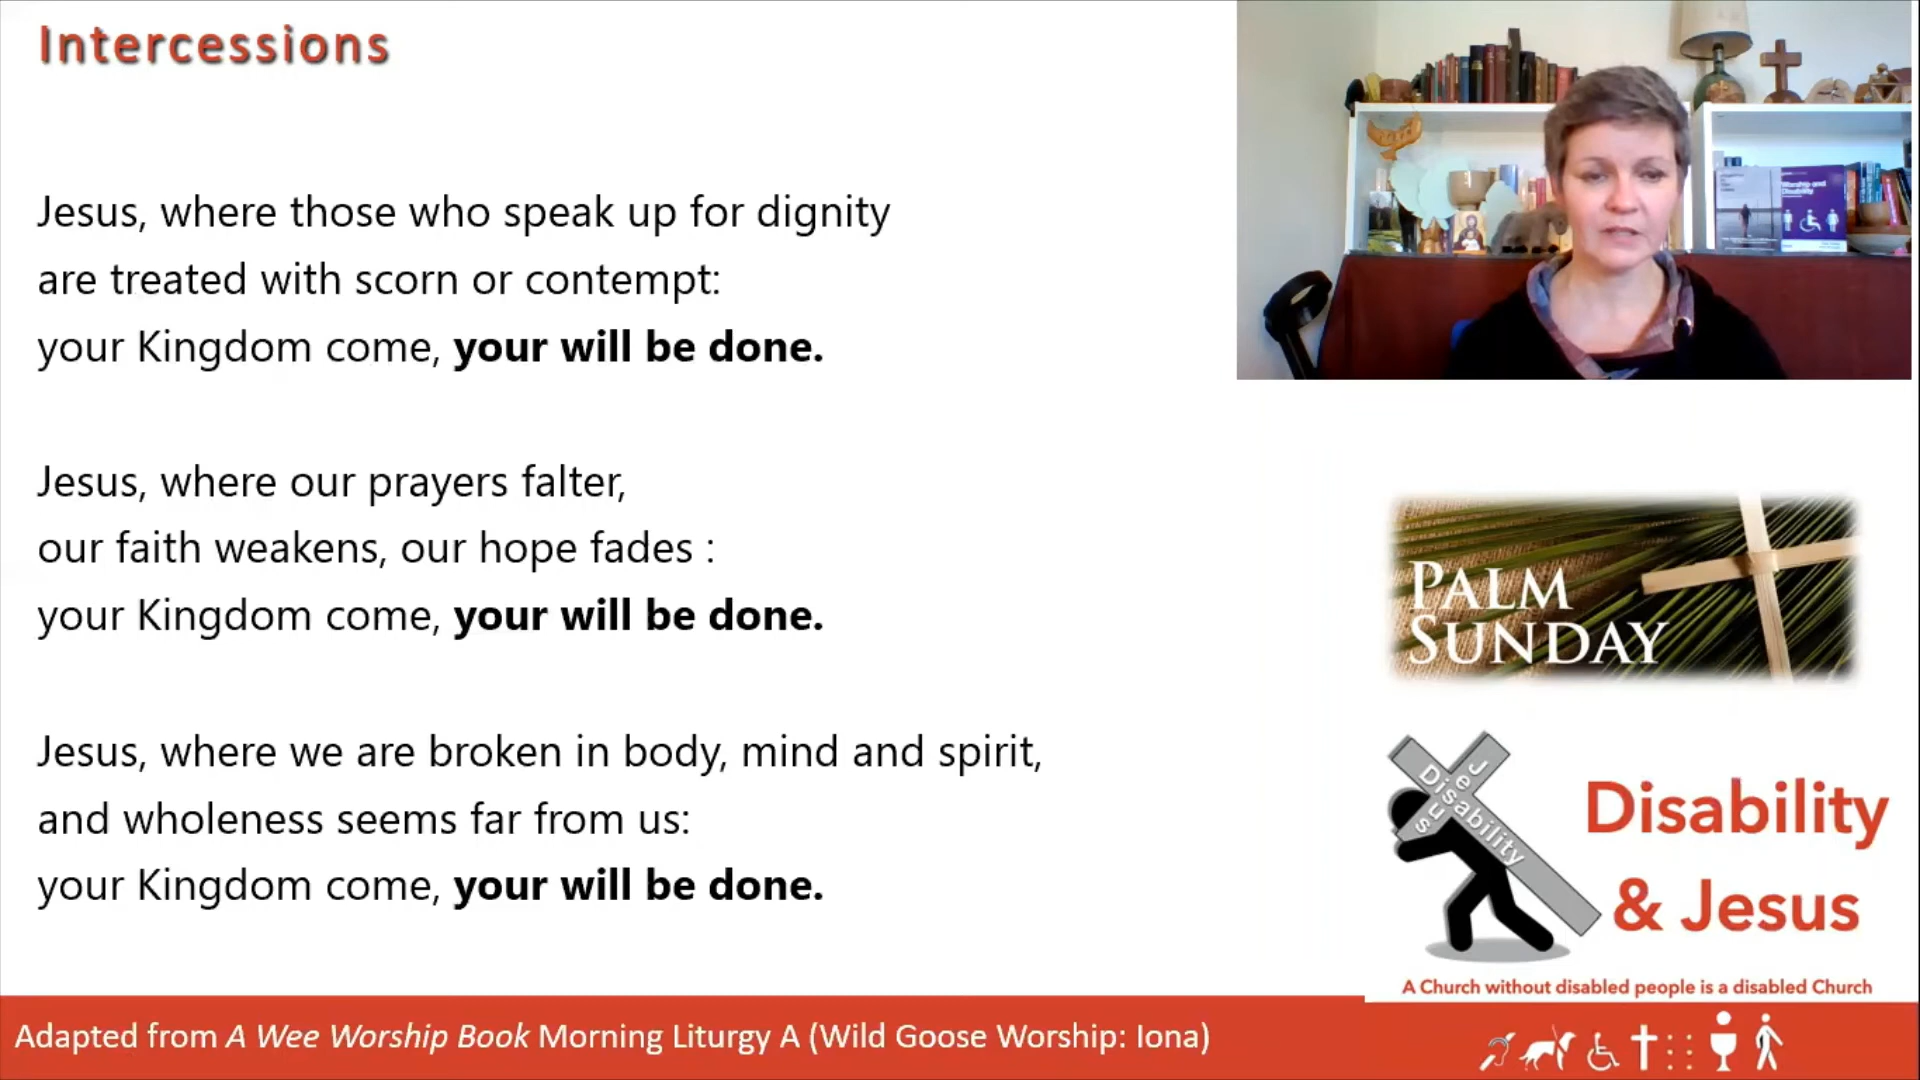 Intercessions
Jesus, where those who speak up for dignity
are treated with scorn or contempt:
your Kingdom come, your will be done.
Jesus, where our prayers falter,
our faith weakens, our hope fades :
your Kingdom come, your will be done.
Jesus, where we are broken in body, mind and spirit,
and wholeness seems far from us:
your Kingdom come, your will be done.
Worship and
Disability
PALM
SUNDAY
Jesus
Disability
Disability
& Jesus
A Church without disabled people is a disabled Church
Adapted from A Wee Worship Book Morning Liturgy A (Wild Goose Worship: Iona)